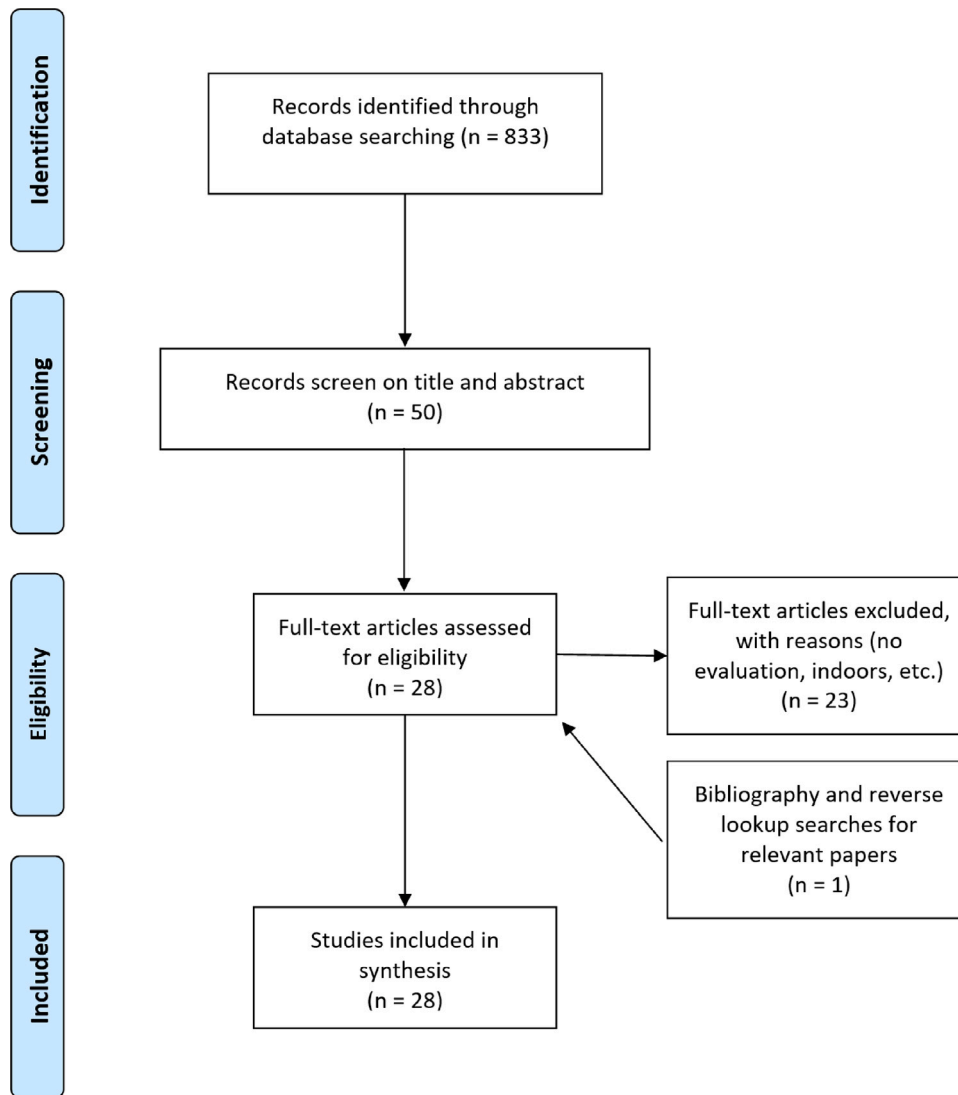 Identification
Records identified through
database searching (n = 833)
Screening
Records screen on title and abstract
(n = 50)
Eligibility
Full-text articles assessed
for eligibility
(n = 28)
Full-text articles excluded,
with reasons (no
evaluation, indoors, etc.)
(n = 23)
Bibliography and reverse
lookup searches for
relevant papers
(n = 1)
Included
Studies included in
synthesis
(n = 28)